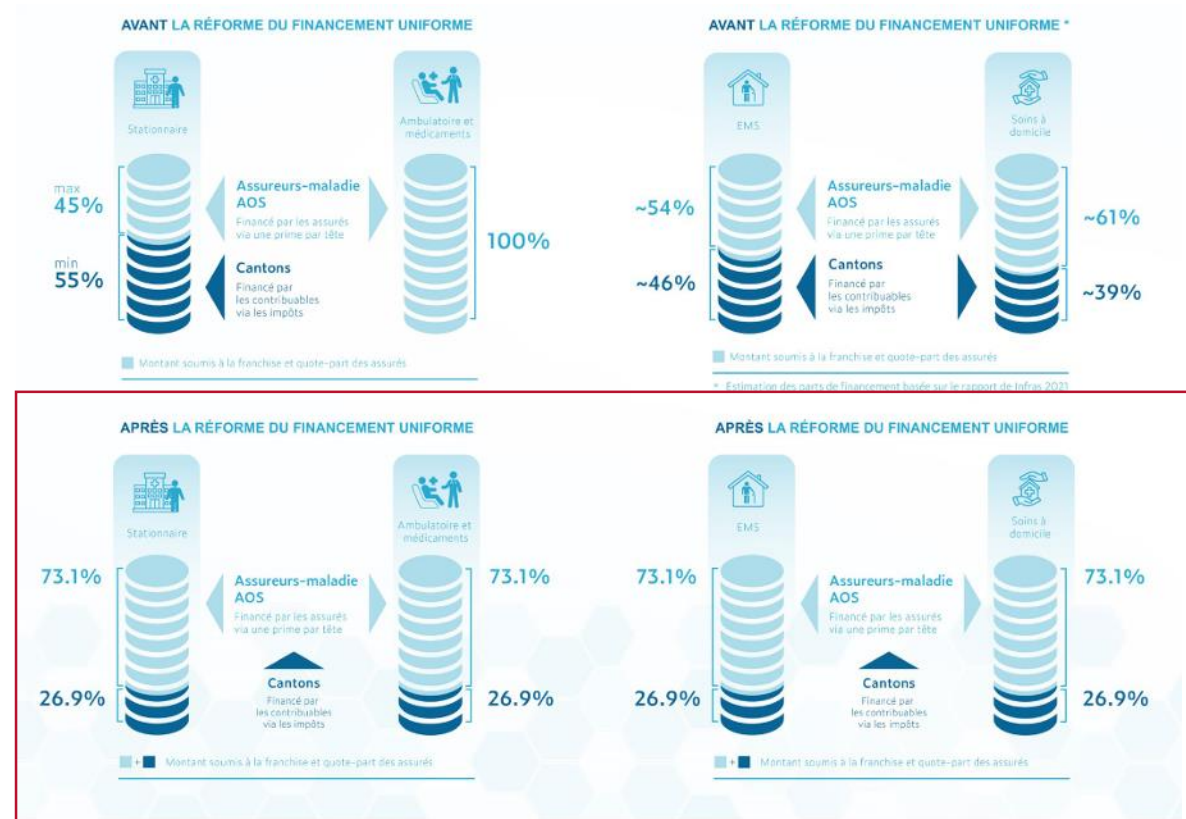 AVANT LA RÉFORME DU FINANCEMENT UNIFORME
Stationnaire
Ambulatoire et
médicaments
max
45%
min
55%
Assureurs-maladie
AOS
Financé par les assurés
via une prime par tête
Cantons
Financé par
les contribuables
via les impôts
100%
Montant soumis à la franchise et quote-part des assurés
AVANT LA RÉFORME DU FINANCEMENT UNIFORME *
EMS
Soins à
domicile
~54%
~46%
Assureurs-maladie
AOS
Financé par les assurés
via une prime par tête
Cantons
Financé par
les contribuables
via les impôts
~61%
~39%
Montant soumis à la franchise et quote-part des assurés
* Estimation des parts de financement basée sur le rapport de Infras 2021
APRÈS LA RÉFORME DU FINANCEMENT UNIFORME
Stationnaire
Ambulatoire et
médicaments
73.1%
26.9%
Assureurs-maladie
AOS
Financé par les assurés
via une prime par tête
Cantons
Financé par
les contribuables
via les impôts
73.1%
26.9%
+ Montant soumis à la franchise et quote-part des assurés
APRÈS LA RÉFORME DU FINANCEMENT UNIFORME
EMS
Soins à
domicile
73.1%
26.9%
Assureurs-maladie
AOS
Financé par les assurés
via une prime par tête
Cantons
Financé par
les contribuables
via les impôts
73.1%
26.9%
+ Montant soumis à la franchise et quote-part des assurés